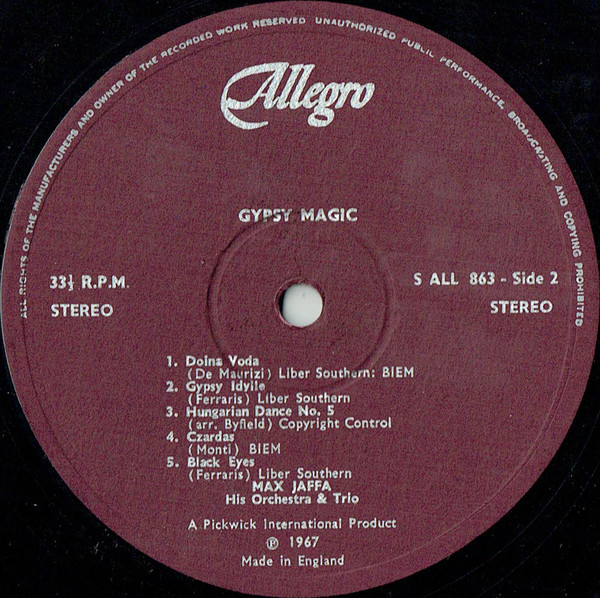 ALL RIGHTS OF THE MANUFACTURERS AND OWNER OF THE RECORDED WORK RESERVED UNAUTHORIZED PUBLIC PERFORMANCE, BROADCASTING AND COPYING PROHIBITED
Allegro
GYPSY MAGIC
33⅓ R.P.M.
STEREO
S ALL 863 - Side 2
STEREO
1. Doina Voda
(De Maurizi) Liber Southern: BIEM
2. Gypsy Idylle
(Ferraris) Liber Southern
3. Hungarian Dance No. 5
(arr. Byfield) Copyright Control
4. Czardas
(Monti) BIEM
5. Black Eyes
(Ferraris) Liber Southern
MAX JAFFA
His Orchestra & Trio
A Pickwick International Product
℗ 1967
Made in England